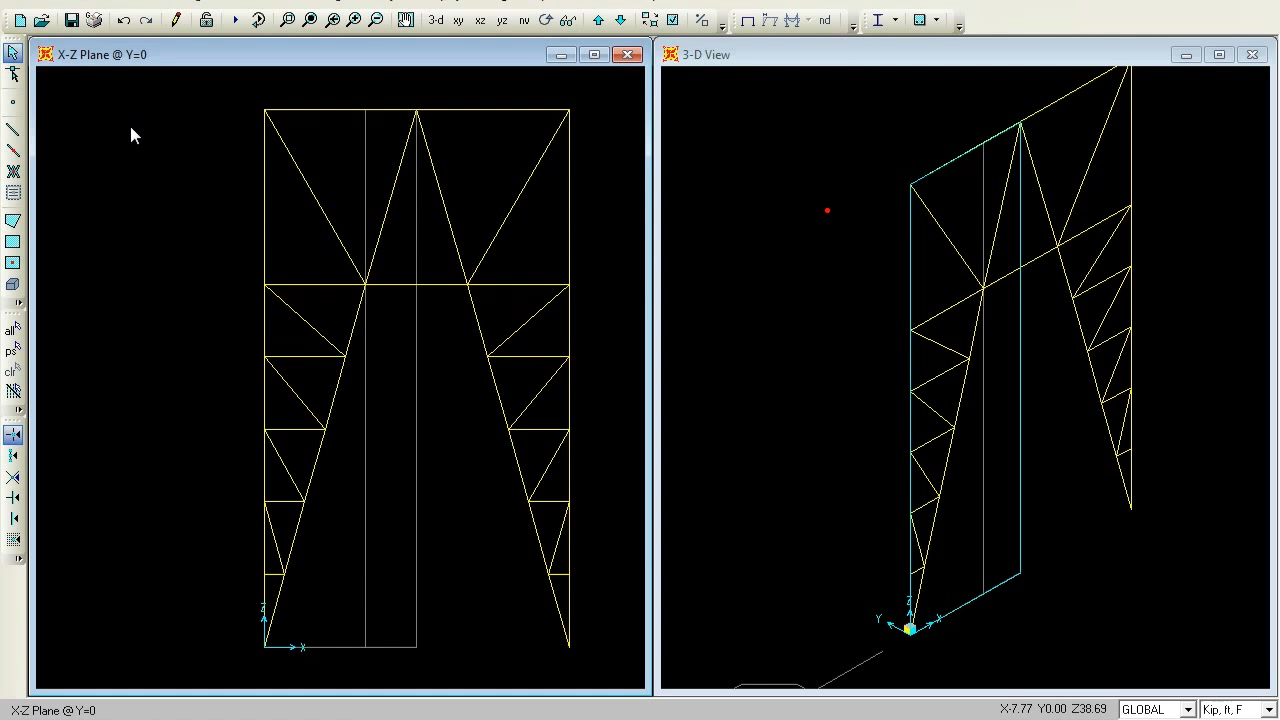 3-d xy xz yz nv nd
X-Z Plane @ Y=0
3-D View
all
ps
clr
Z
X
Z
Y
X
X-Z Plane @ Y=0
X-7.77 Y0.00 Z38.69
GLOBAL
Kip, ft, F